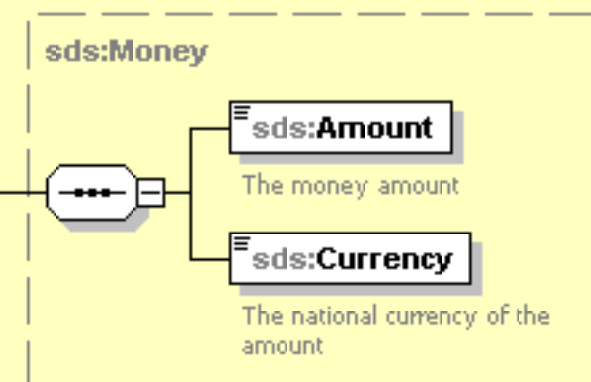 sds:Money
sds:Amount
The money amount
sds:Currency
The national currency of the
amount